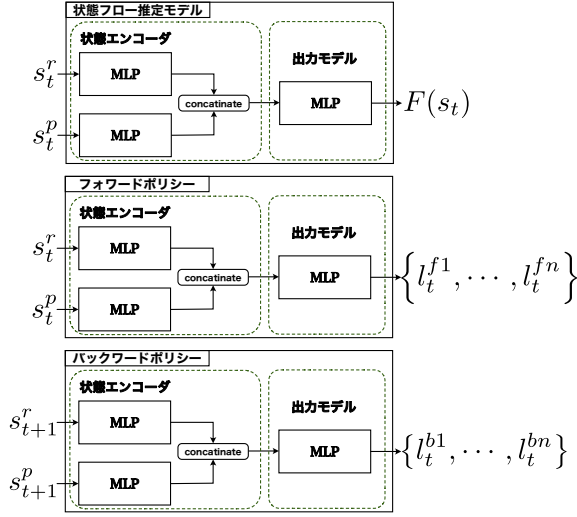 状態フロー推定モデル
状態エンコーダ
出力モデル
s_t^r
MLP
concatinate
MLP
F(s_t)
s_t^p
MLP
フォワードポリシー
状態エンコーダ
出力モデル
s_t^r
MLP
concatinate
MLP
{l_t^{f1}, ⋯ , l_t^{fn}}
s_t^p
MLP
バックワードポリシー
状態エンコーダ
出力モデル
s_{t+1}^r
MLP
concatinate
MLP
{l_t^{b1}, ⋯ , l_t^{bn}}
s_{t+1}^p
MLP